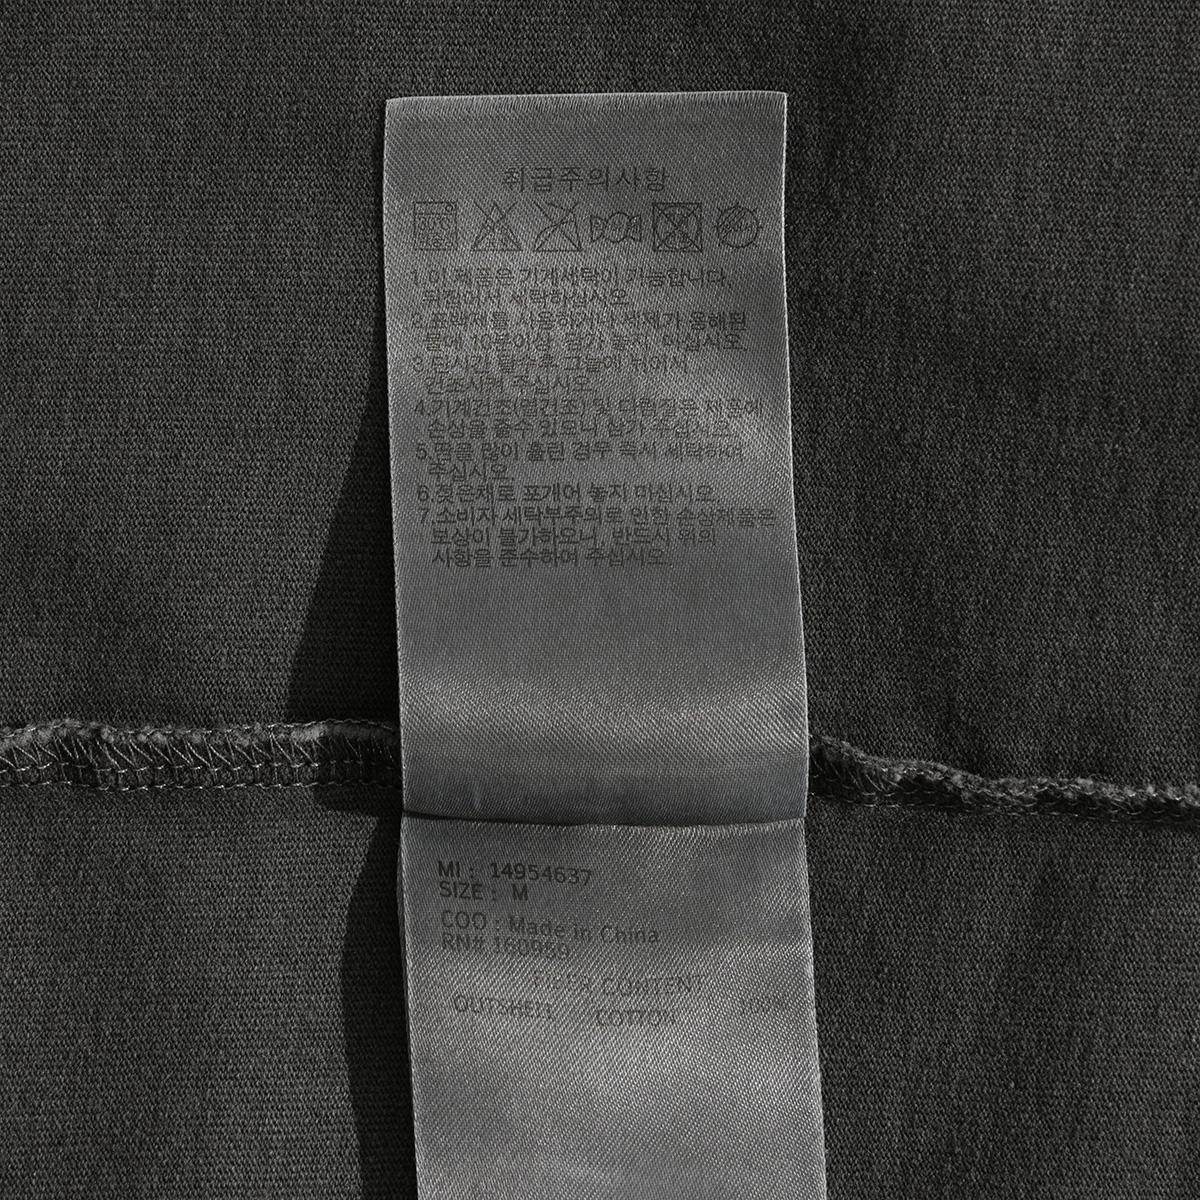 취급주의사항
1.이 제품은 기계세탁이 가능합니다
뒤집어서 세탁하십시오.
2.표백제를 사용하거나 세제가 용해된
물에 10분이상 담가 놓지 마십시오.
3.단시간 탈수후 그늘에 뉘어서
건조시켜 주십시오.
4.기계건조(열건조) 및 다림질은 제품에
손상을 줄수 있으니 삼가 주십시오.
5.땀을 많이 흘린 경우 즉시 세탁하여
주십시오.
6.젖은채로 포개어 놓지 마십시오.
7.소비자 세탁부주의로 인한 손상제품은
보상이 불가하오니, 반드시 위의
사항을 준수하여 주십시오.
MI : 14954637
SIZE : M
COO : Made in China
RN# 160959
FIBER CONTENT
OUTSHELL COTTON 100%